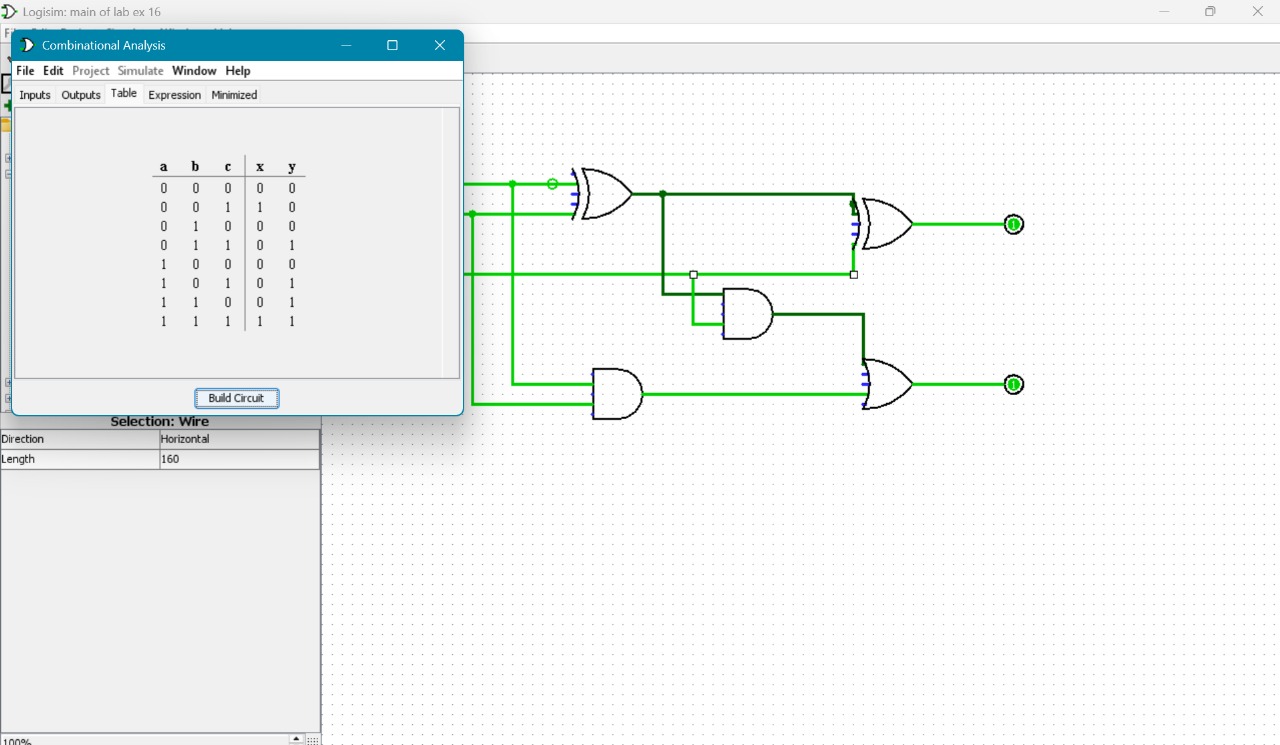 Logisim: main of lab ex 16
Combinational Analysis
File Edit Project Simulate Window Help
Inputs Outputs Table Expression Minimized
a b c x y
0 0 0 0 0
0 0 1 1 0
0 1 0 0 0
0 1 1 0 1
1 0 0 0 0
1 0 1 0 1
1 1 0 0 1
1 1 1 1 1
Build Circuit
1
1
Selection: Wire
Direction Horizontal
Length 160
100%